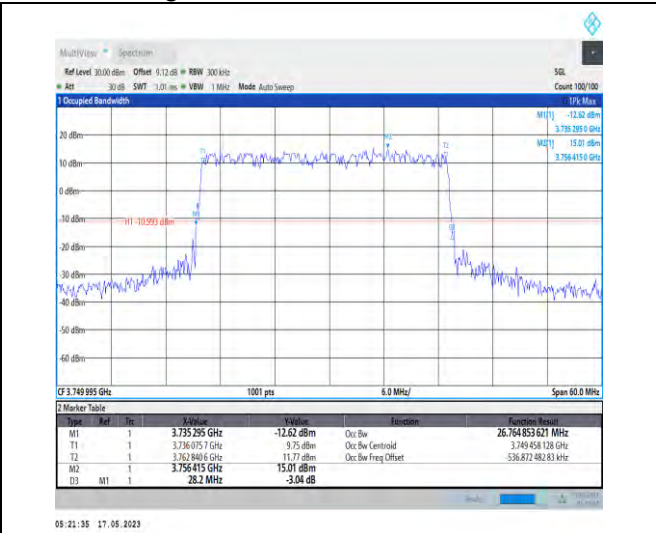 MultiView Spectrum
Ref Level 30.00 dBm Offset 9.12 dB RBW 300 kHz SGL
Att 30 dB SWT 1.01 ms VBW 1 MHz Mode Auto Sweep Count 100/100
1 Occupied Bandwidth 1Pk Max
M1[1] -12.62 dBm
3.735 295 0 GHz
20 dBm M2[1] 15.01 dBm
M2 T2
T1 3.756 415 0 GHz
10 dBm
0 dBm
-10 dBm H1 -10.993 dBm M1
-20 dBm
-30 dBm
-40 dBm
-50 dBm
-60 dBm
CF 3.749 995 GHz 1001 pts 6.0 MHz/ Span 60.0 MHz
2 Marker Table
Type Ref Trc X-Value Y-Value Function Function Result
M1 1 3.735 295 GHz -12.62 dBm Occ Bw 26.764 853 621 MHz
T1 1 3.736 075 7 GHz 9.75 dBm Occ Bw Centroid 3.749 458 128 GHz
T2 1 3.762 840 6 GHz 11.77 dBm Occ Bw Freq Offset -536.872 482 83 kHz
M2 1 3.756 415 GHz 15.01 dBm
D3 M1 1 28.2 MHz -3.04 dB
05:21:35 17.05.2023